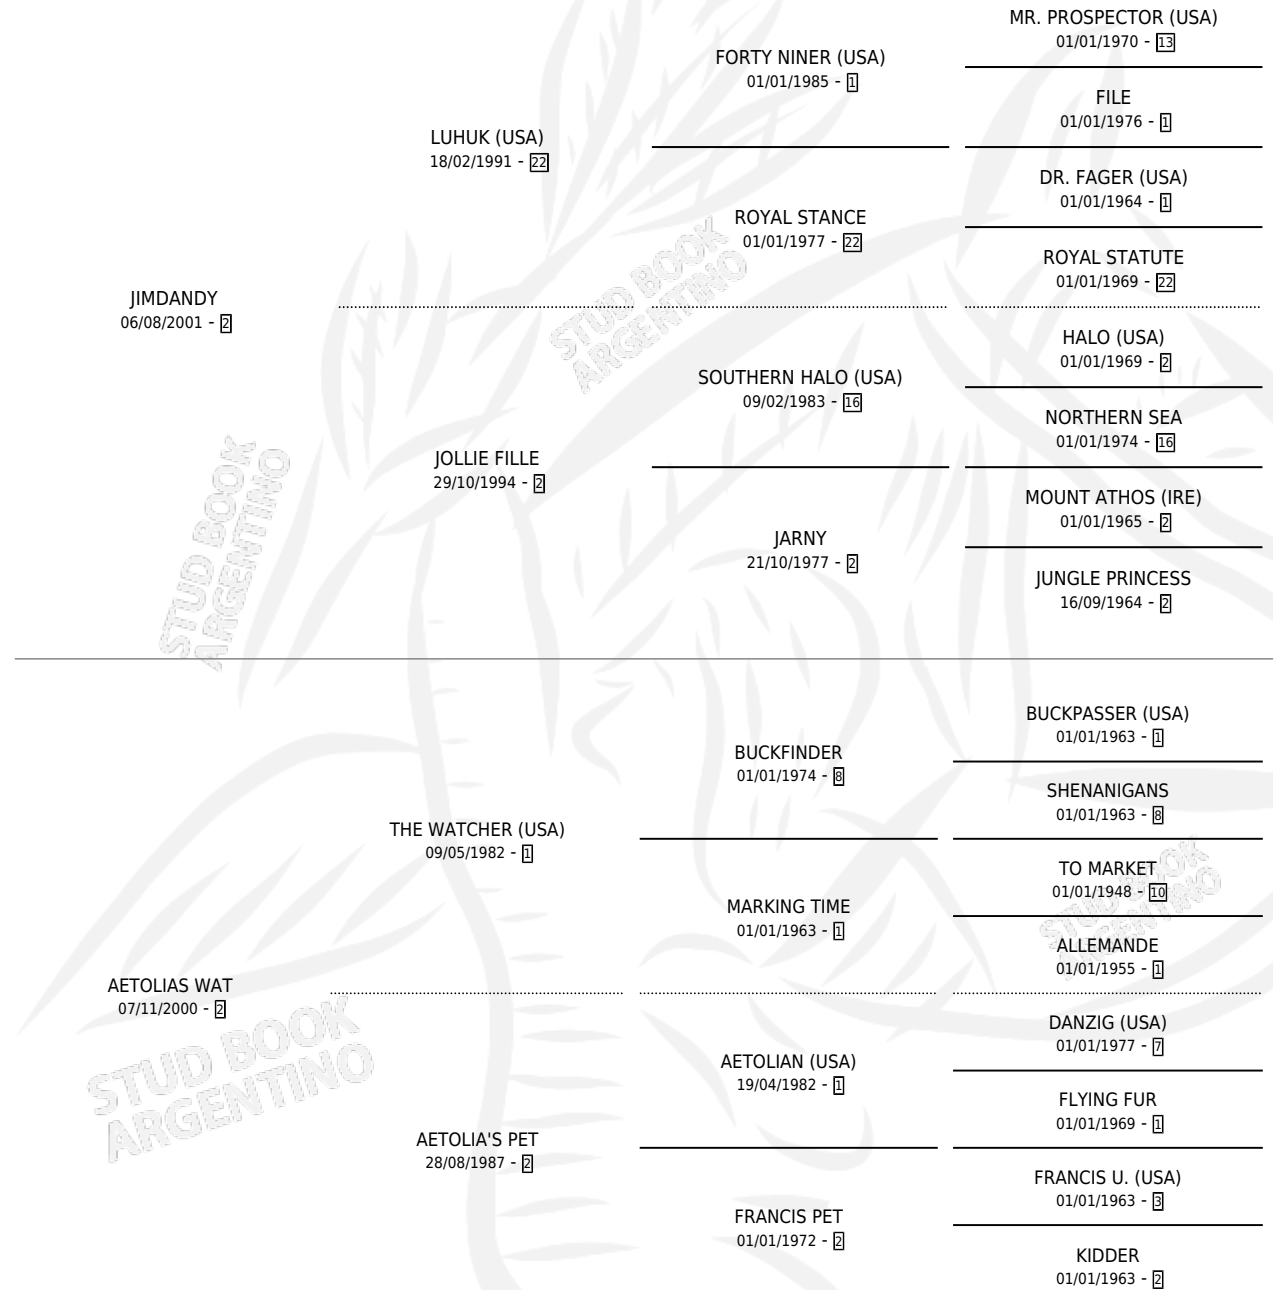 MR. PROSPECTOR (USA)
01/01/1970 - 13
FORTY NINER (USA)
01/01/1985 - 1
FILE
01/01/1976 - 1
LUHUK (USA)
18/02/1991 - 22
DR. FAGER (USA)
01/01/1964 - 1
ROYAL STANCE
01/01/1977 - 22
ROYAL STATUTE
01/01/1969 - 22
JIMDANDY
06/08/2001 - 2
HALO (USA)
01/01/1969 - 2
SOUTHERN HALO (USA)
09/02/1983 - 16
NORTHERN SEA
01/01/1974 - 16
JOLLIE FILLE
29/10/1994 - 2
MOUNT ATHOS (IRE)
01/01/1965 - 2
JARNY
21/10/1977 - 2
JUNGLE PRINCESS
16/09/1964 - 2
BUCKPASSER (USA)
01/01/1963 - 1
BUCKFINDER
01/01/1974 - 8
SHENANIGANS
01/01/1963 - 8
THE WATCHER (USA)
09/05/1982 - 1
TO MARKET
01/01/1948 - 10
MARKING TIME
01/01/1963 - 1
ALLEMANDE
01/01/1955 - 1
AETOLIAS WAT
07/11/2000 - 2
DANZIG (USA)
01/01/1977 - 7
AETOLIAN (USA)
19/04/1982 - 1
FLYING FUR
01/01/1969 - 1
AETOLIA'S PET
28/08/1987 - 2
FRANCIS U. (USA)
01/01/1963 - 3
FRANCIS PET
01/01/1972 - 2
KIDDER
01/01/1963 - 2
STUD BOOK
ARGENTINO
STUD BOOK
ARGENTINO
STUD BOOK
ARGENTINO
STUD BOOK
ARGENTINO